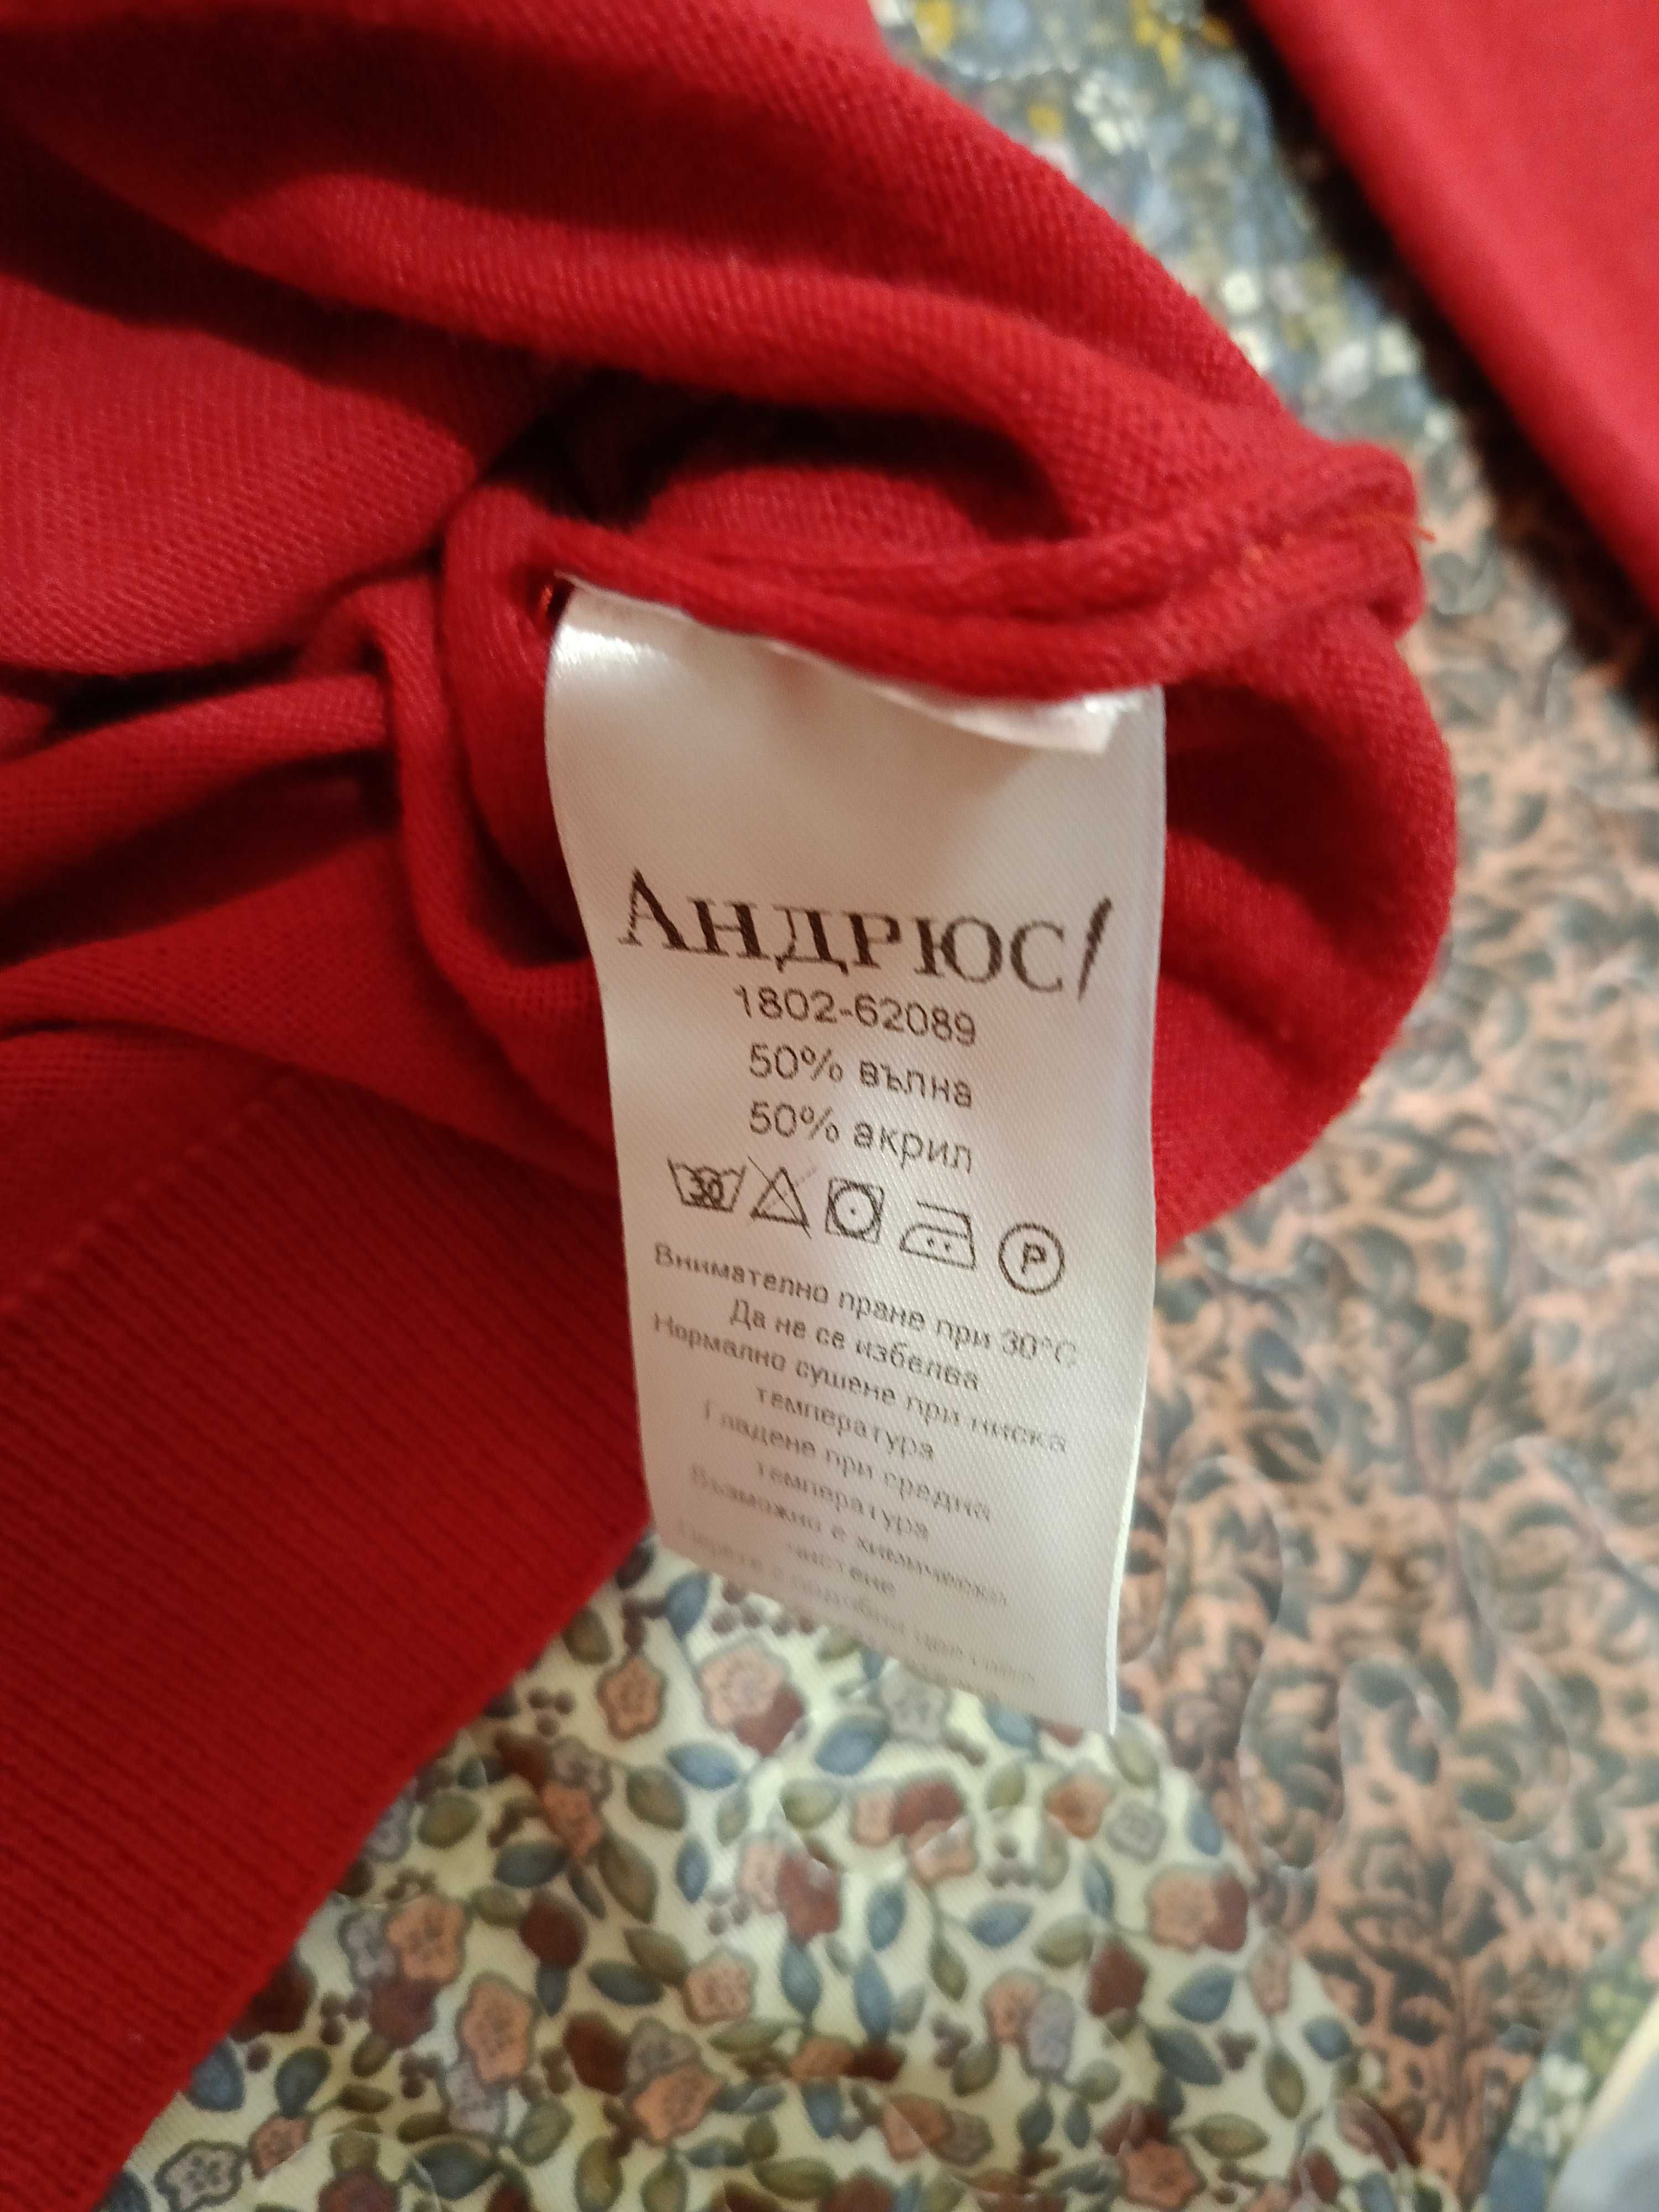 АНДРЮС/
1802-62089
50% вълна
50% акрил
30 P
Внимателно пране при 30°C
Да не се избелва
Нормално сушене при ниска
температура
Гладене при средна
температура
Възможно е химическо
чистене